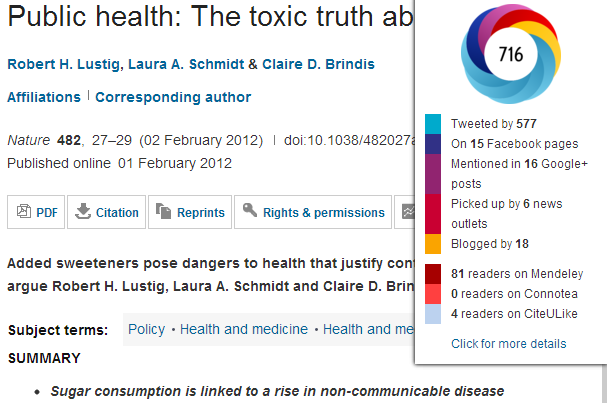 Public health: The toxic truth ab
Robert H. Lustig, Laura A. Schmidt & Claire D. Brindis
Affiliations | Corresponding author
Nature 482, 27–29 (02 February 2012) | doi:10.1038/482027a
Published online 01 February 2012
PDF Citation Reprints Rights & permissions
Added sweeteners pose dangers to health that justify
argue Robert H. Lustig, Laura A. Schmidt and Claire D. Brin
Subject terms: Policy • Health and medicine • Health and me
SUMMARY
• Sugar consumption is linked to a rise in non-communicable disease
716
Tweeted by 577
On 15 Facebook pages
Mentioned in 16 Google+
posts
Picked up by 6 news
outlets
Blogged by 18
81 readers on Mendeley
0 readers on Connotea
4 readers on CiteULike
Click for more details